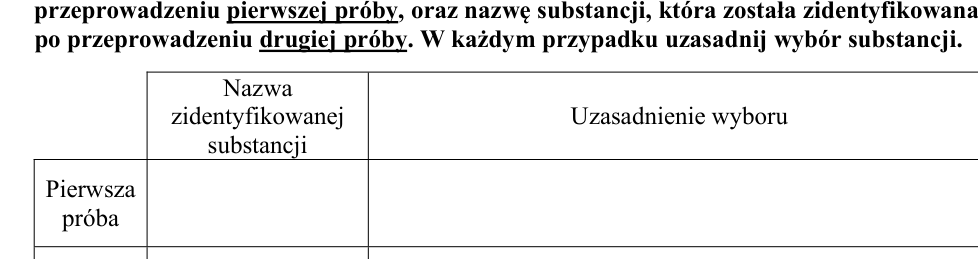 przeprowadzeniu pierwszej próby, oraz nazwę substancji, która została zidentyfikowana
po przeprowadzeniu drugiej próby. W każdym przypadku uzasadnij wybór substancji.
Nazwa
zidentyfikowanej
substancji
Uzasadnienie wyboru
Pierwsza
próba